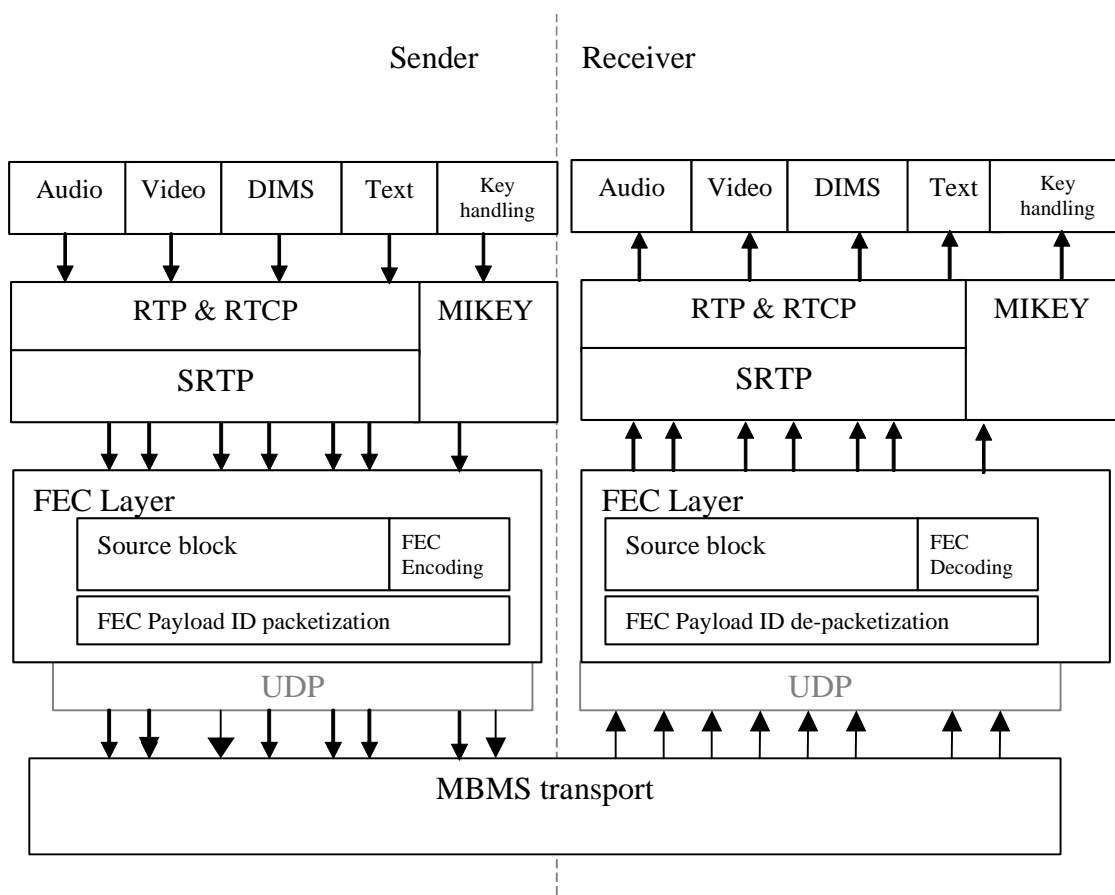 Sender
Receiver
Audio
Video
DIMS
Text
Key
handling
Audio
Video
DIMS
Text
Key
handling
RTP & RTCP
MIKEY
SRTP
RTP & RTCP
MIKEY
SRTP
FEC Layer
Source block
FEC
Encoding
FEC Payload ID packetization
FEC Layer
Source block
FEC
Decoding
FEC Payload ID de-packetization
UDP
UDP
MBMS transport